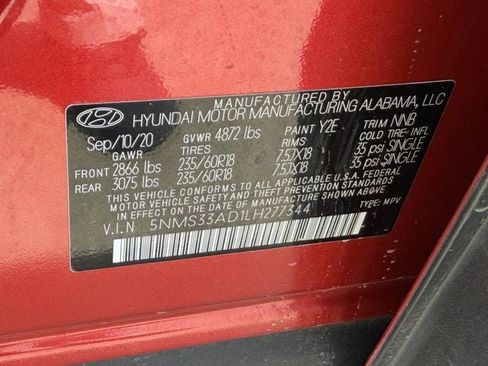 MANUFACTURED BY
HYUNDAI MOTOR MANUFACTURING ALABAMA, LLC
Sep/10/20 GVWR 4872 lbs PAINT Y2E TRIM NNB
GAWR TIRES RIMS COLD TIRE-INFL
FRONT 2866 lbs 235/60R18 7.5JX18 35 psi SINGLE
REAR 3075 lbs 235/60R18 7.5JX18 35 psi SINGLE
THIS VEHICLE CONFORMS TO ALL APPLICABLE U.S.A. FEDERAL
MOTOR VEHICLE SAFETY AND THEFT PREVENTION STANDARDS IN
EFFECT ON THE DATE OF MANUFACTURE SHOWN ABOVE.
V.I.N 5NMS33AD1LH277344 TYPE: MPV